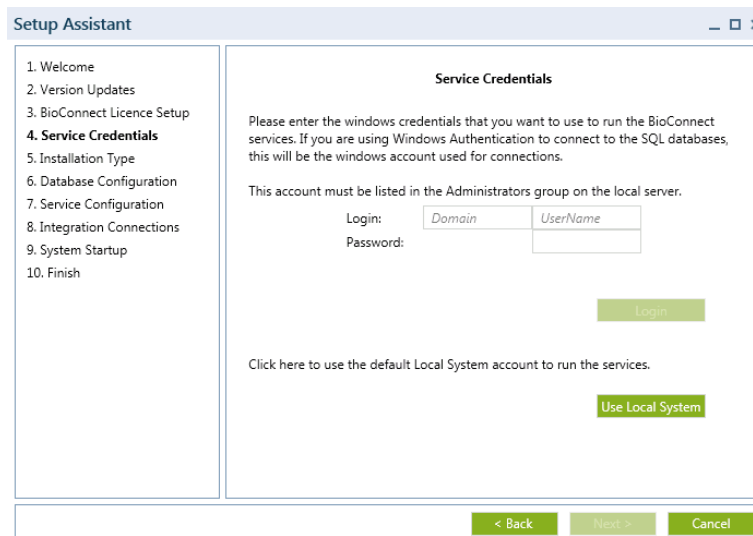 Setup Assistant
1. Welcome
2. Version Updates
3. BioConnect Licence Setup
4. Service Credentials
5. Installation Type
6. Database Configuration
7. Service Configuration
8. Integration Connections
9. System Startup
10. Finish
Service Credentials
Please enter the windows credentials that you want to use to run the BioConnect
services. If you are using Windows Authentication to connect to the SQL databases,
this will be the windows account used for connections.
This account must be listed in the Administrators group on the local server.
Login: Domain UserName
Password:
Login
Click here to use the default Local System account to run the services.
Use Local System
< Back Next > Cancel